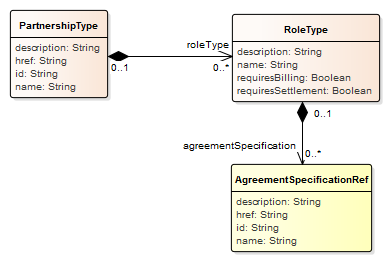 PartnershipType
description: String
href: String
id: String
name: String
roleType
0..1
0..*
RoleType
description: String
name: String
requiresBilling: Boolean
requiresSettlement: Boolean
0..1
agreementSpecification
0..*
AgreementSpecificationRef
description: String
href: String
id: String
name: String